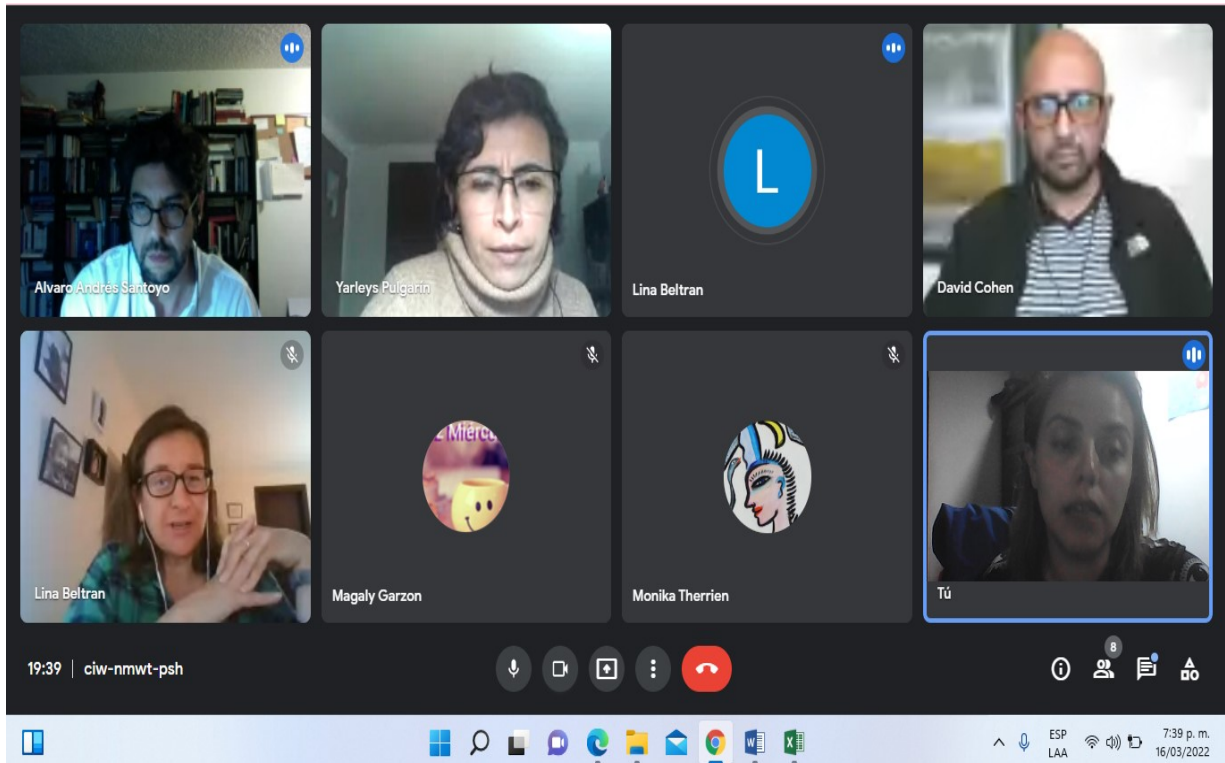 Alvaro Andrés Santoyo
Yarleys Pulgarin
L
Lina Beltran
David Cohen
Lina Beltran
Miérco
Magaly Garzon
Monika Therrien
Tú
19:39 | ciw-nmwt-psh
8
ESP
LAA
7:39 p. m.
16/03/2022